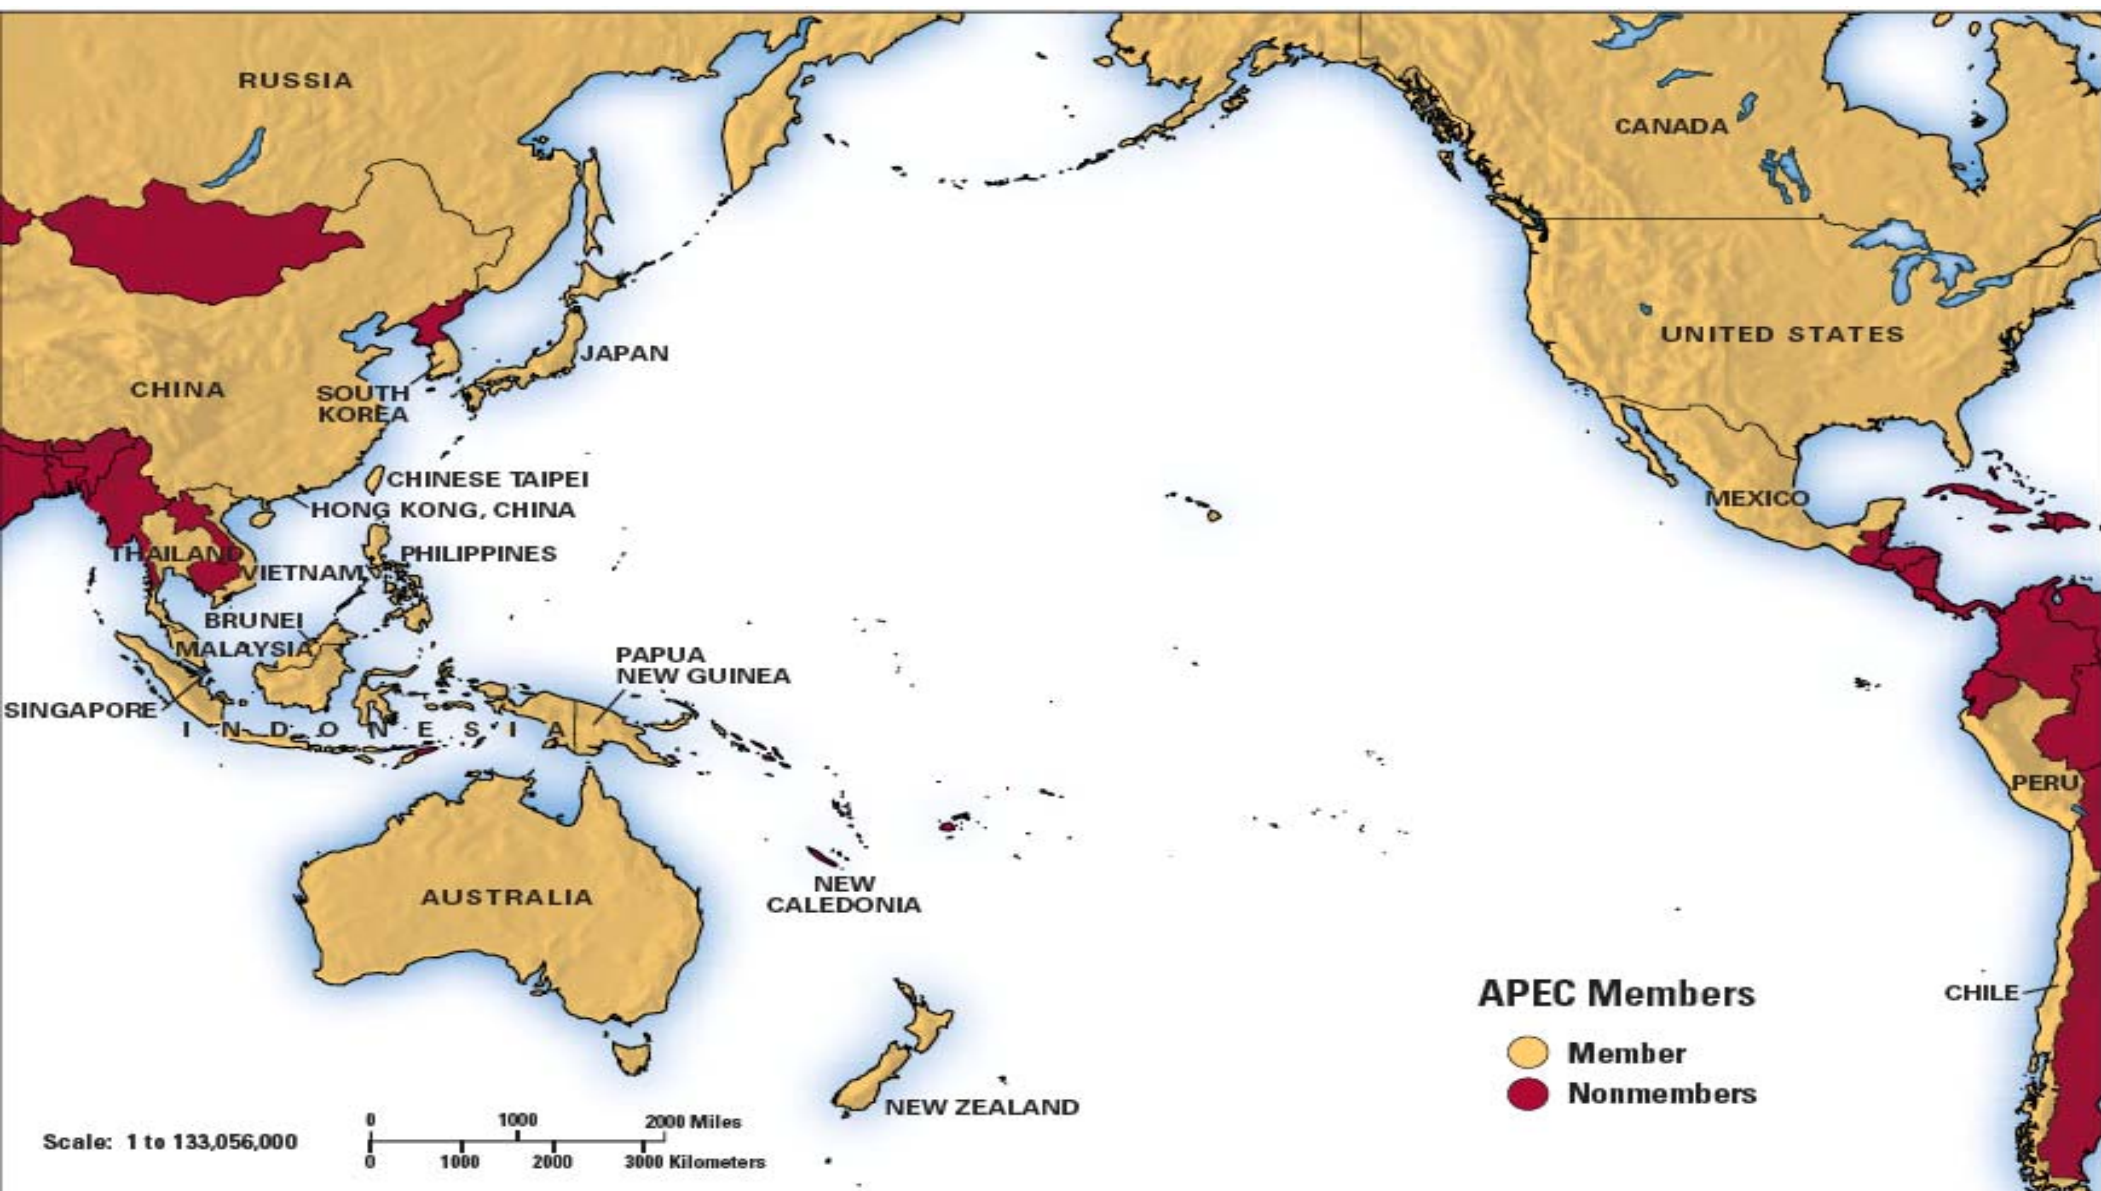 RUSSIA
CANADA
UNITED STATES
JAPAN
CHINA
SOUTH
KOREA
CHINESE TAIPEI
HONG KONG, CHINA
MEXICO
THAILAND
PHILIPPINES
VIETNAM
BRUNEI
MALAYSIA
PAPUA
NEW GUINEA
SINGAPORE
INDONESIA
PERU
AUSTRALIA
NEW
CALEDONIA
CHILE
APEC Members
Member
Nonmembers
NEW ZEALAND
0 1000 2000 Miles
Scale: 1 to 133,056,000
0 1000 2000 3000 Kilometers